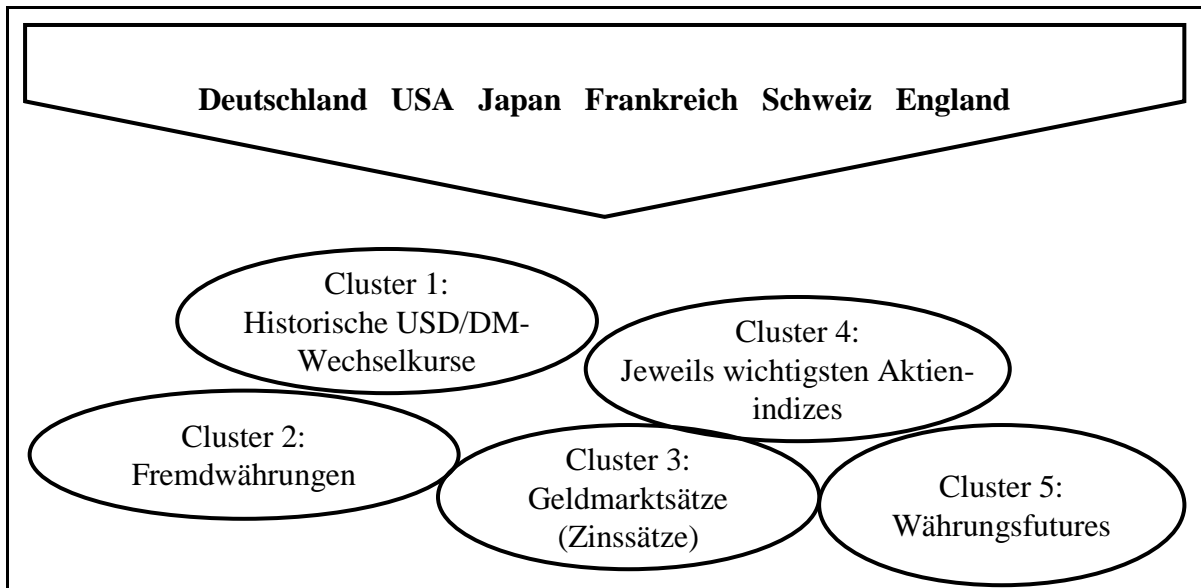 Deutschland USA Japan Frankreich Schweiz England
Cluster 1:
Historische USD/DM-
Wechselkurse
Cluster 4:
Jeweils wichtigsten Aktien-
indizes
Cluster 2:
Fremdwährungen
Cluster 3:
Geldmarktsätze
(Zinssätze)
Cluster 5:
Währungsfutures